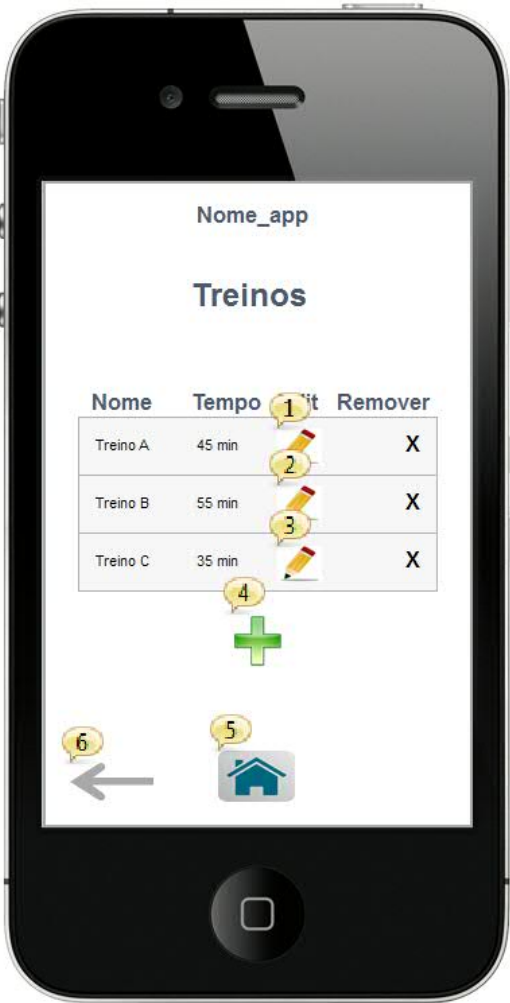 Nome_app
Treinos
Nome Tempo Remover
1
Treino A 45 min X
2
Treino B 55 min X
3
Treino C 35 min X
4
5
6